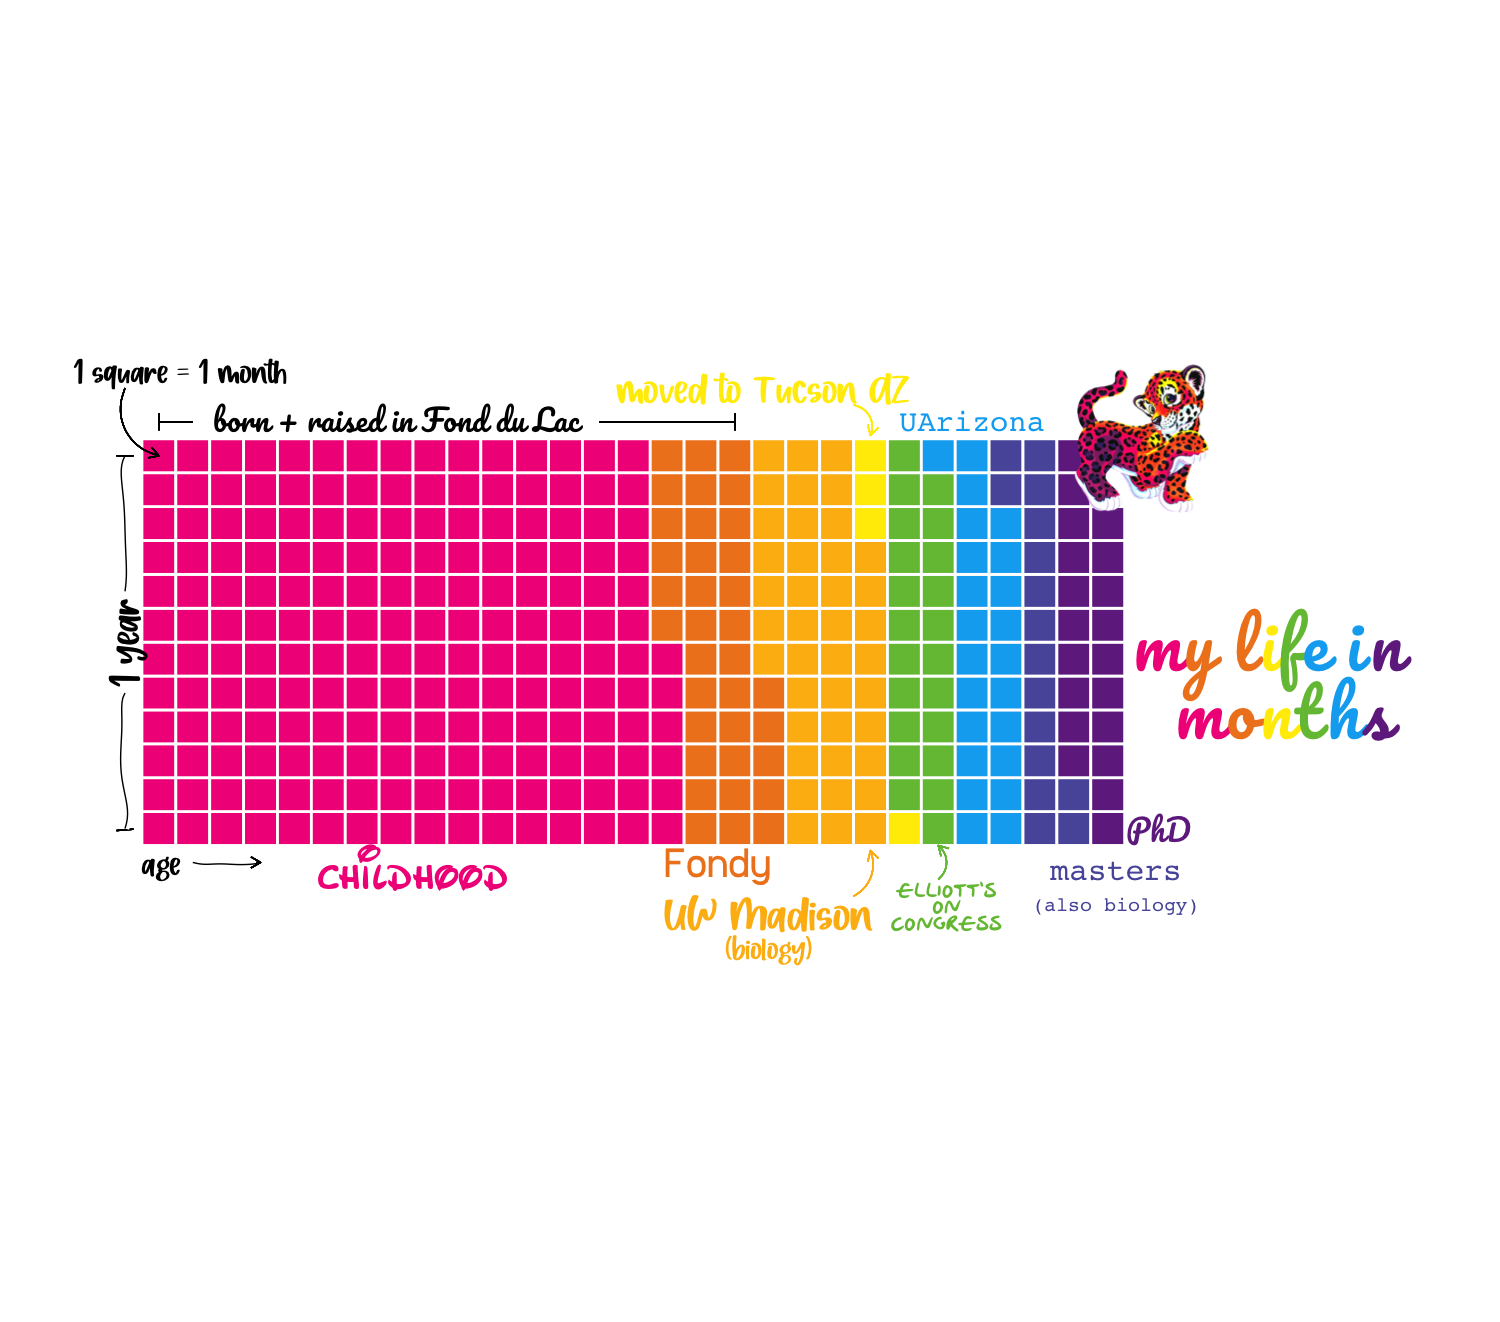 1 square = 1 month
born + raised in Fond du Lac
moved to Tucson AZ
UArizona
1 year
my life in
months
age
CHILDHOOD
Fondy
UW Madison
(biology)
ELLIOTT'S
ON
CONGRESS
masters
(also biology)
PhD